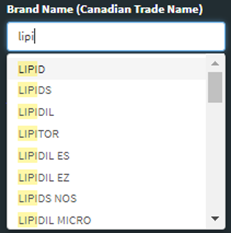 Brand Name (Canadian Trade Name)
lipi
LIPID
LIPIDS
LIPIDIL
LIPITOR
LIPIDIL ES
LIPIDIL EZ
LIPIDS NOS
LIPIDIL MICRO